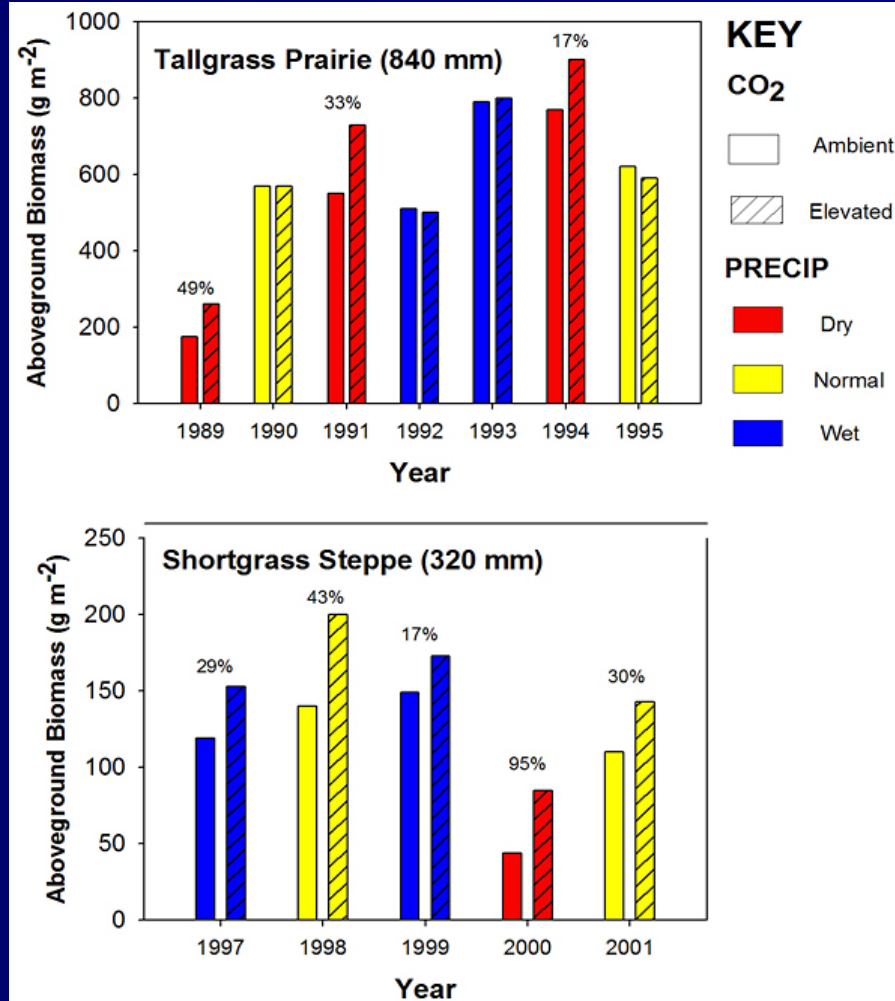 Tallgrass Prairie (840 mm)
Aboveground Biomass (g m⁻²)
1000
800
600
400
200
0
49%
33%
17%
1989 1990 1991 1992 1993 1994 1995
Year
KEY
CO₂
Ambient
Elevated
PRECIP
Dry
Normal
Wet
Shortgrass Steppe (320 mm)
Aboveground Biomass (g m⁻²)
250
200
150
100
50
0
29%
43%
17%
95%
30%
1997 1998 1999 2000 2001
Year